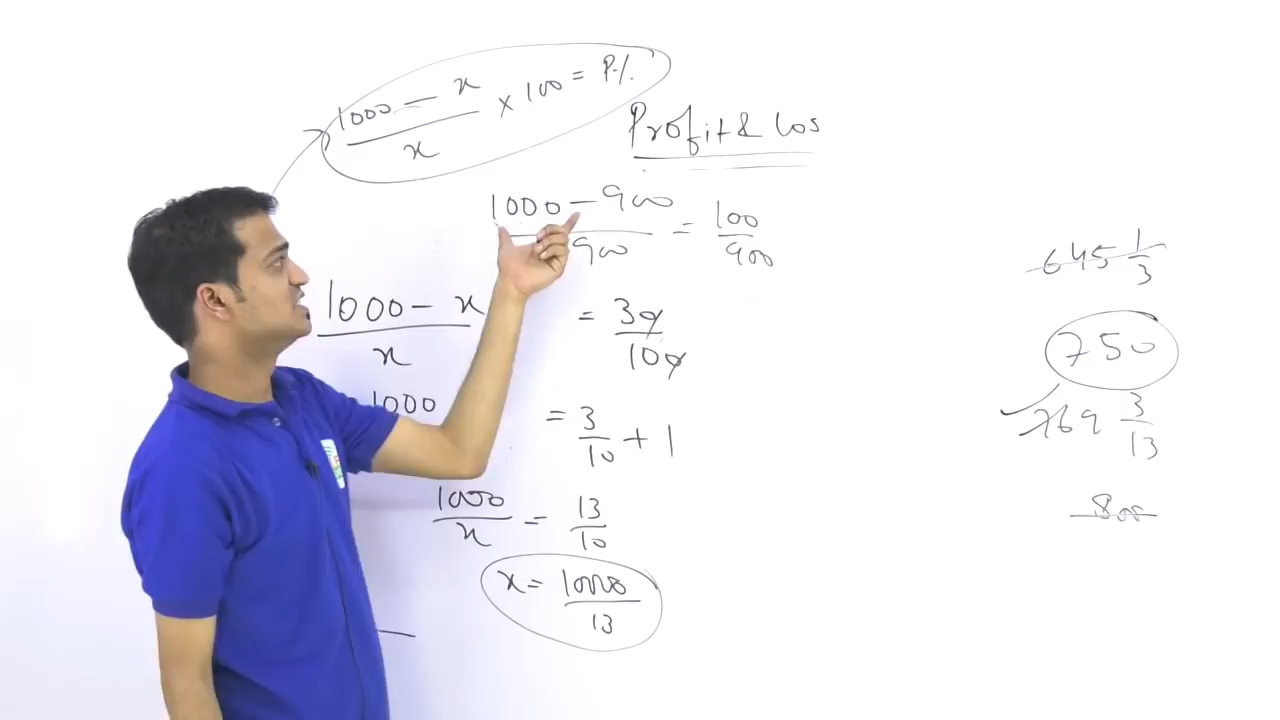 1000 - x / x × 100 = P.%
Profit & Los
1000 - 900 / 900 = 100 / 900
1000 - x / x = 30 / 100
1000 = 3 / 10 + 1
1000 / x = 13 / 10
x = 10000 / 13
645 1/3
750
769 3/13
800